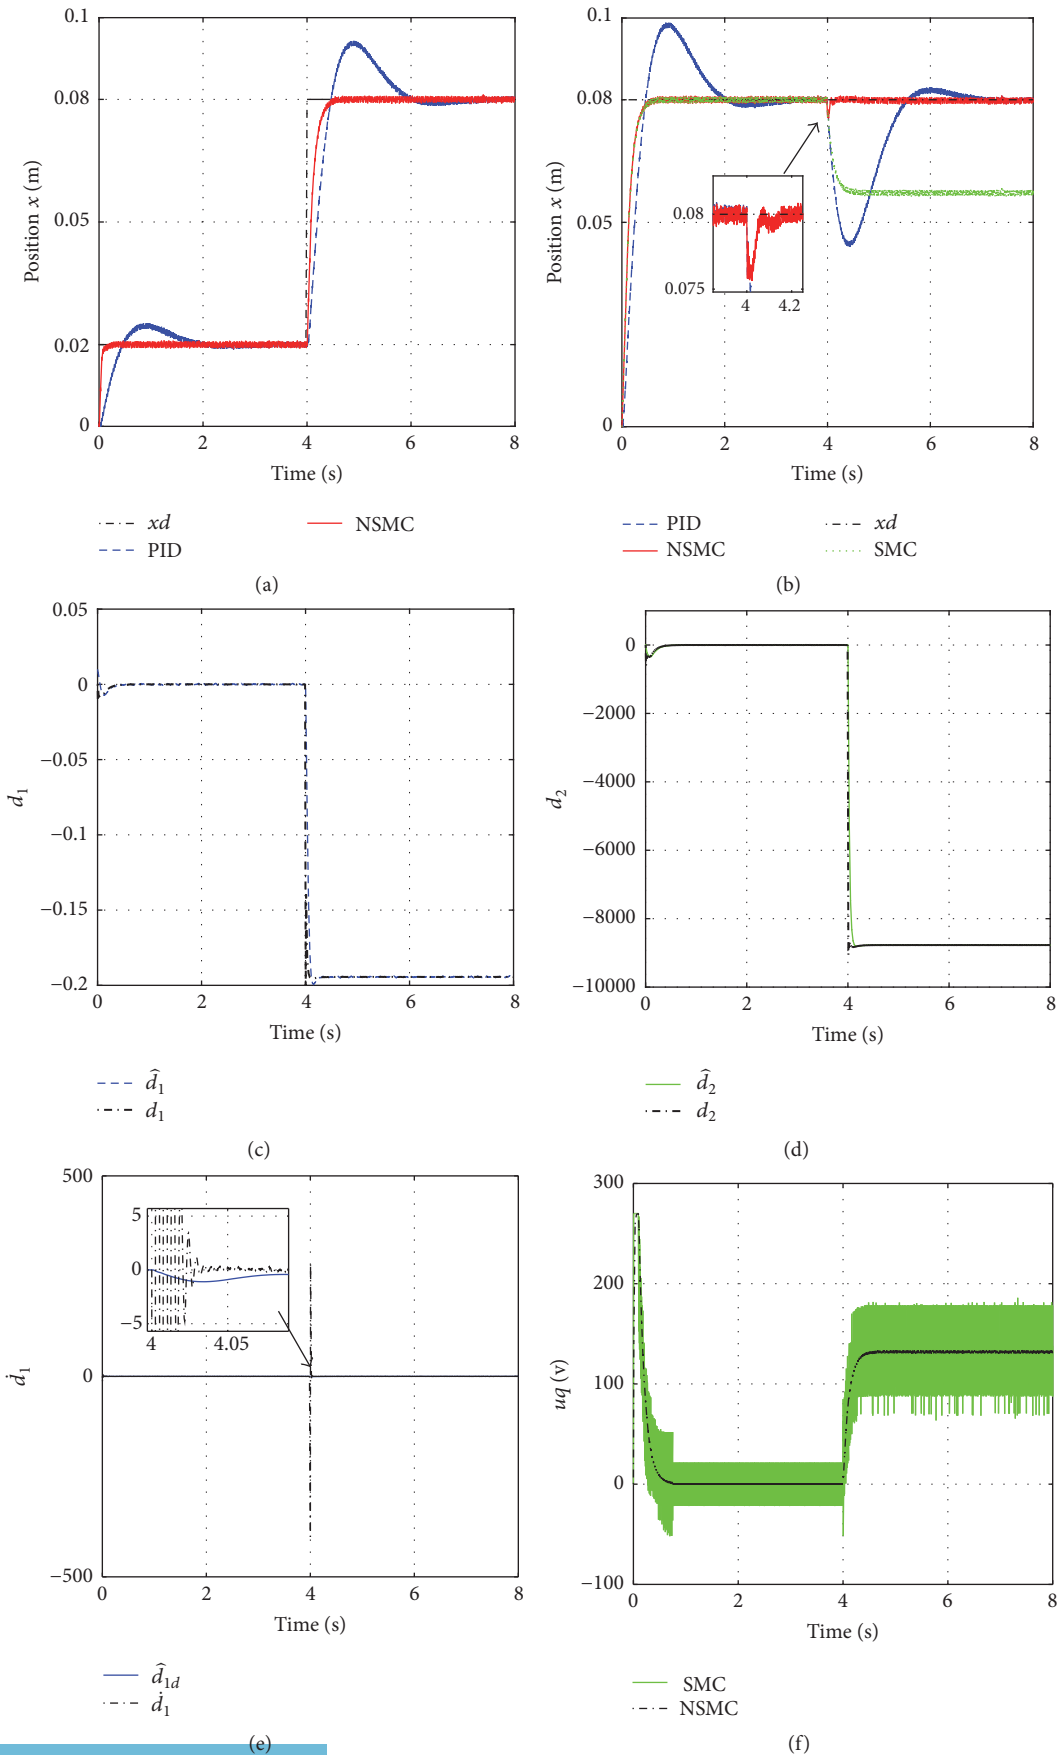 0.1
0.08
0.05
0.02
0
Position x (m)
0 2 4 6 8
Time (s)
xd
NSMC
PID
(a)
0.1
0.08
0.05
0
Position x (m)
0.08
0.075
4 4.2
0 2 4 6 8
Time (s)
PID
xd
NSMC
SMC
(b)
0.05
0
−0.05
−0.1
−0.15
−0.2
d₁
0 2 4 6 8
Time (s)
d̂₁
d₁
(c)
0
−2000
−4000
−6000
−8000
−10000
d₂
0 2 4 6 8
Time (s)
d̂₂
d₂
(d)
500
0
−500
ḋ₁
5
0
−5
4 4.05
0 2 4 6 8
Time (s)
d̂₁d
ḋ₁
(e)
300
200
100
0
−100
uq (v)
0 2 4 6 8
Time (s)
SMC
NSMC
(f)